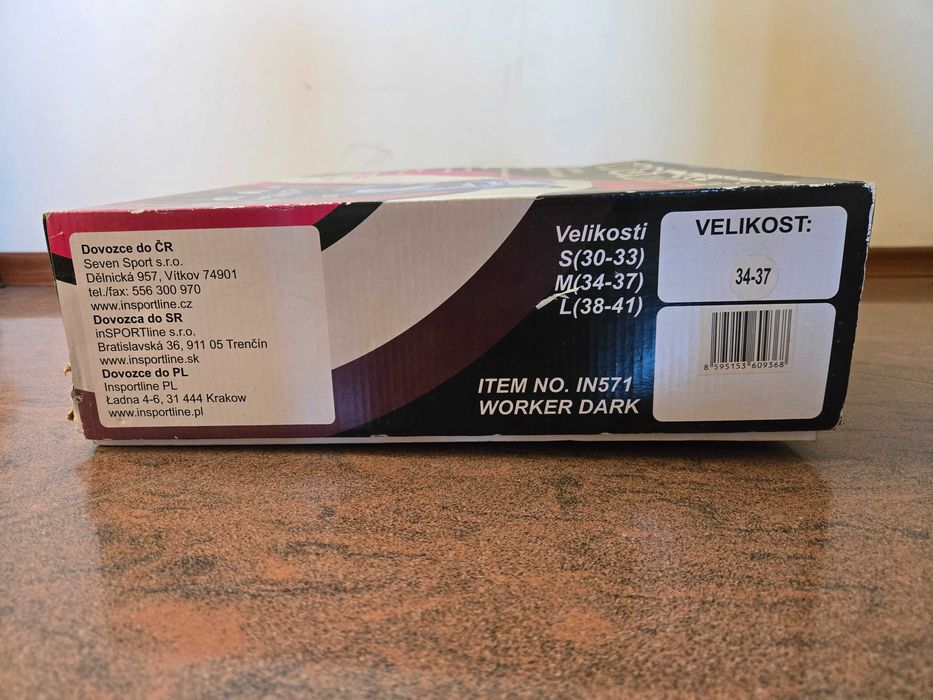 Dovozce do ČR
Seven Sport s.r.o.
Dělnická 957, Vítkov 74901
tel./fax: 556 300 970
www.insportline.cz
Dovozca do SR
inSPORTline s.r.o.
Bratislavská 36, 911 05 Trenčín
www.insportline.sk
Dovozce do PL
Insportline PL
Ładna 4-6, 31 444 Krakow
www.insportline.pl
Velikosti
S(30-33)
M(34-37)
L(38-41)
ITEM NO. IN571
WORKER DARK
VELIKOST:
34-37
8 595153 609368